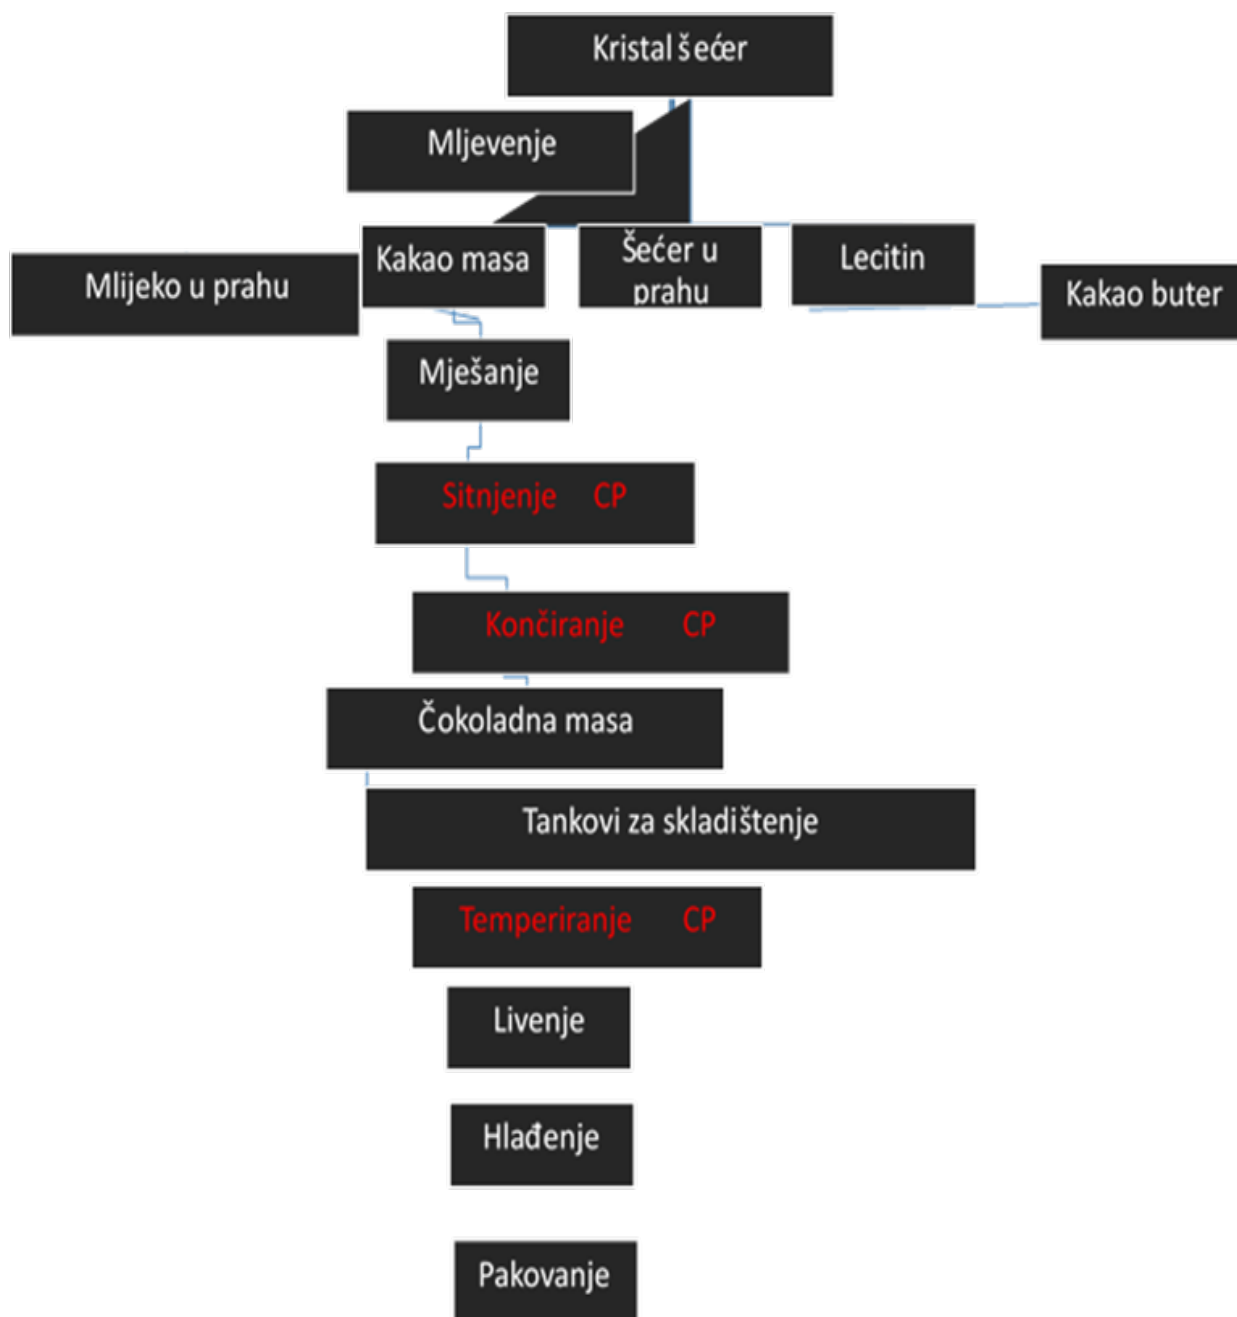 Kristal šećer
Mljevenje
Mlijeko u prahu
Kakao masa
Šećer u
prahu
Lecitin
Kakao buter
Mješanje
Sitnjenje CP
Končiranje CP
Čokoladna masa
Tankovi za skladištenje
Temperiranje CP
Livenje
Hlađenje
Pakovanje